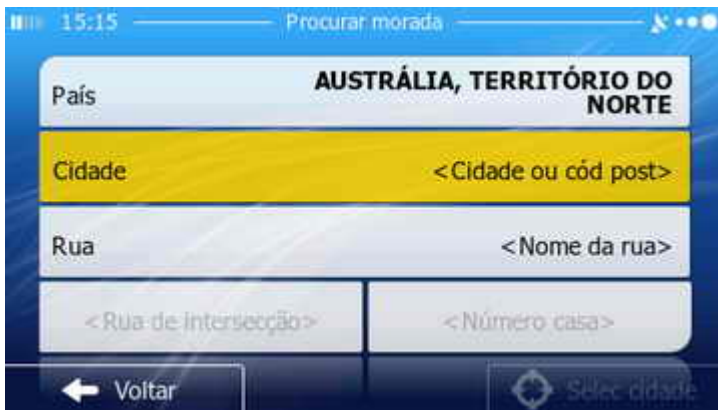 15:15 Procurar morada
País AUSTRÁLIA, TERRITÓRIO DO
NORTE
Cidade <Cidade ou cód post>
Rua <Nome da rua>
<Rua de intersecção> <Número casa>
Voltar Selec cidade